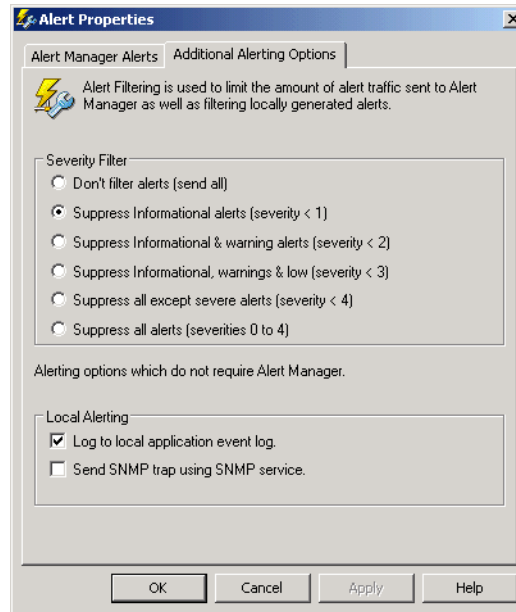 Alert Properties
Alert Manager Alerts
Additional Alerting Options
Alert Filtering is used to limit the amount of alert traffic sent to Alert
Manager as well as filtering locally generated alerts.
Severity Filter
Don't filter alerts (send all)
Suppress Informational alerts (severity < 1)
Suppress Informational & warning alerts (severity < 2)
Suppress Informational, warnings & low (severity < 3)
Suppress all except severe alerts (severity < 4)
Suppress all alerts (severities 0 to 4)
Alerting options which do not require Alert Manager.
Local Alerting
Log to local application event log.
Send SNMP trap using SNMP service.
OK
Cancel
Apply
Help